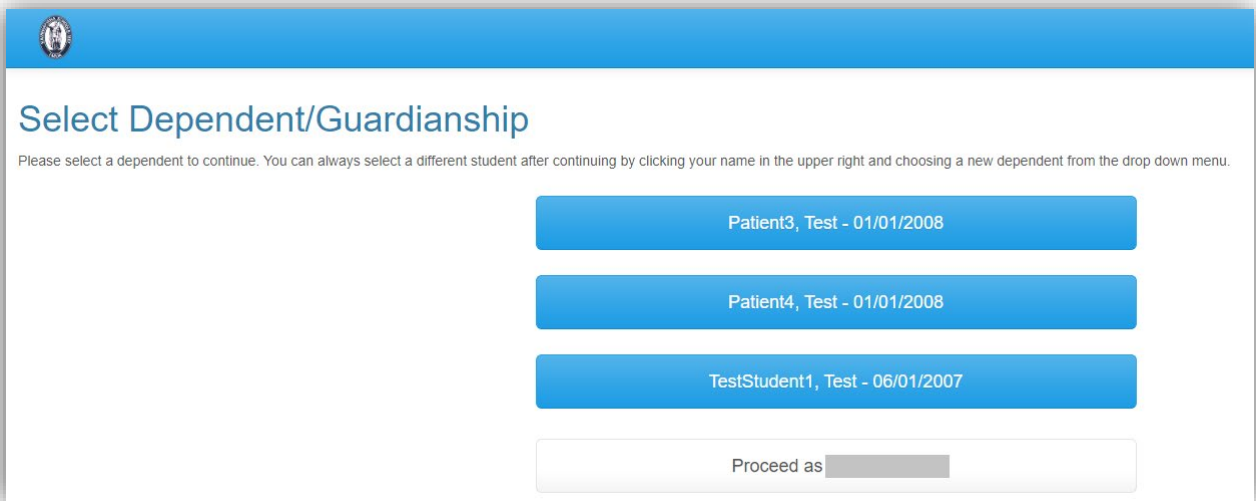 Select Dependent/Guardianship
Please select a dependent to continue. You can always select a different student after continuing by clicking your name in the upper right and choosing a new dependent from the drop down menu.
Patient3, Test - 01/01/2008
Patient4, Test - 01/01/2008
TestStudent1, Test - 06/01/2007
Proceed as